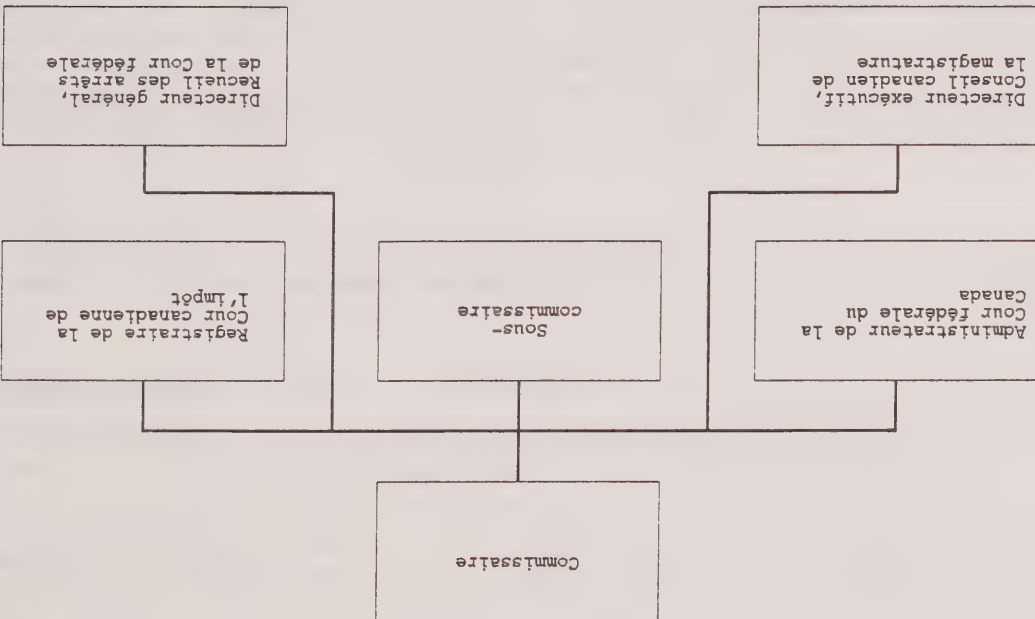 Commissaire
Administrateur de la
Cour fédérale du
Canada
Sous-
commissaire
Registraire de la
Cour canadienne de
l'impôt
Directeur exécutif,
Conseil canadien de
la magistrature
Directeur général,
Recueil des arrêts
de la Cour fédérale